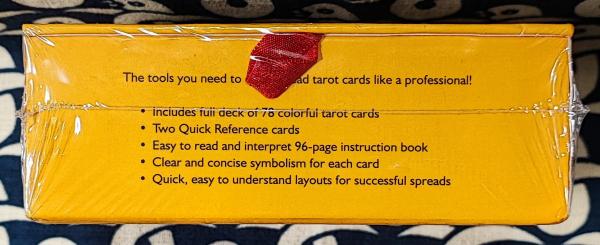 The tools you need to ad tarot cards like a professional!
• Includes full deck of 78 colorful tarot cards
• Two Quick Reference cards
• Easy to read and interpret 96-page instruction book
• Clear and concise symbolism for each card
• Quick, easy to understand layouts for successful spreads